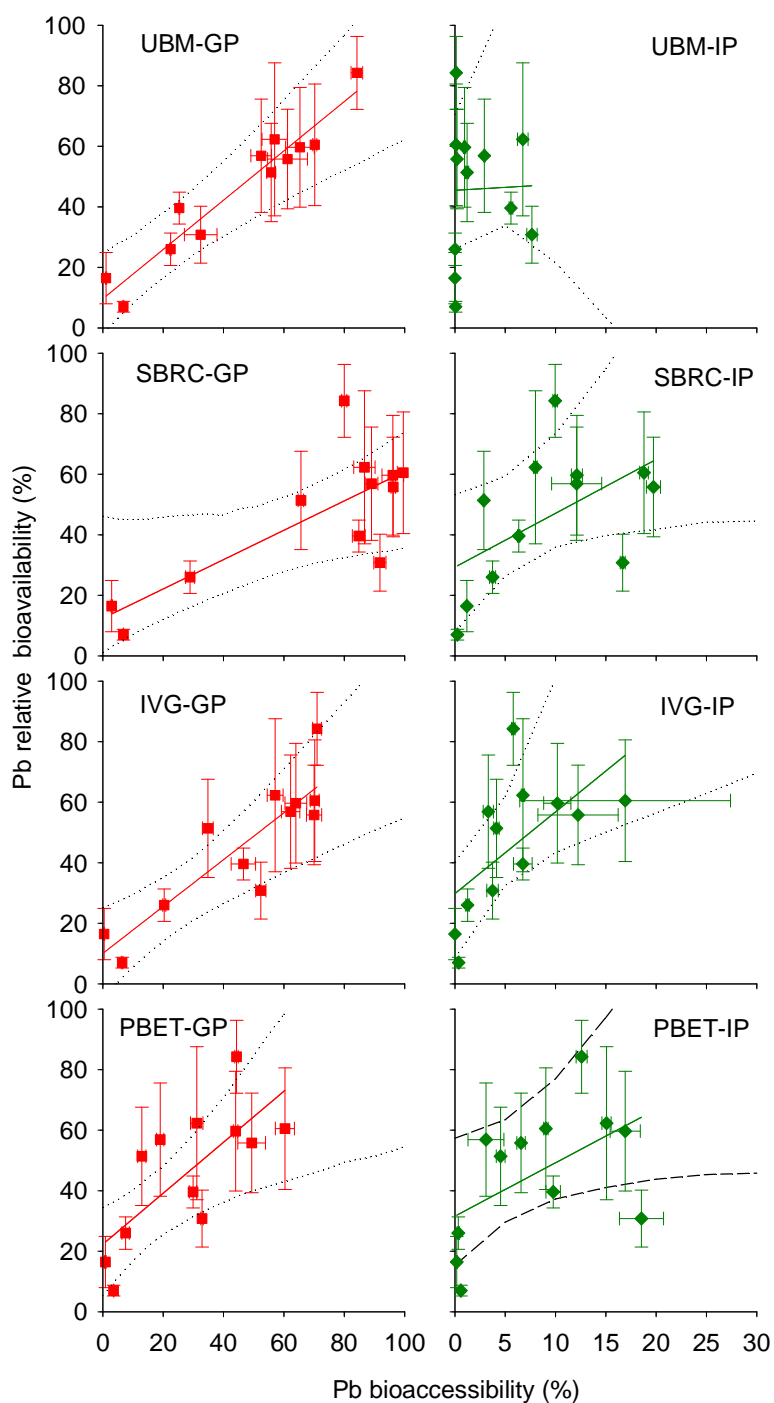 100
80
60
40
20
0
UBM-GP
UBM-IP
100
80
60
40
20
0
SBRC-GP
SBRC-IP
Pb relative bioavailability (%)
100
80
60
40
20
0
IVG-GP
IVG-IP
100
80
60
40
20
0
PBET-GP
PBET-IP
0 20 40 60 80 100
0 5 10 15 20 25 30
Pb bioaccessibility (%)